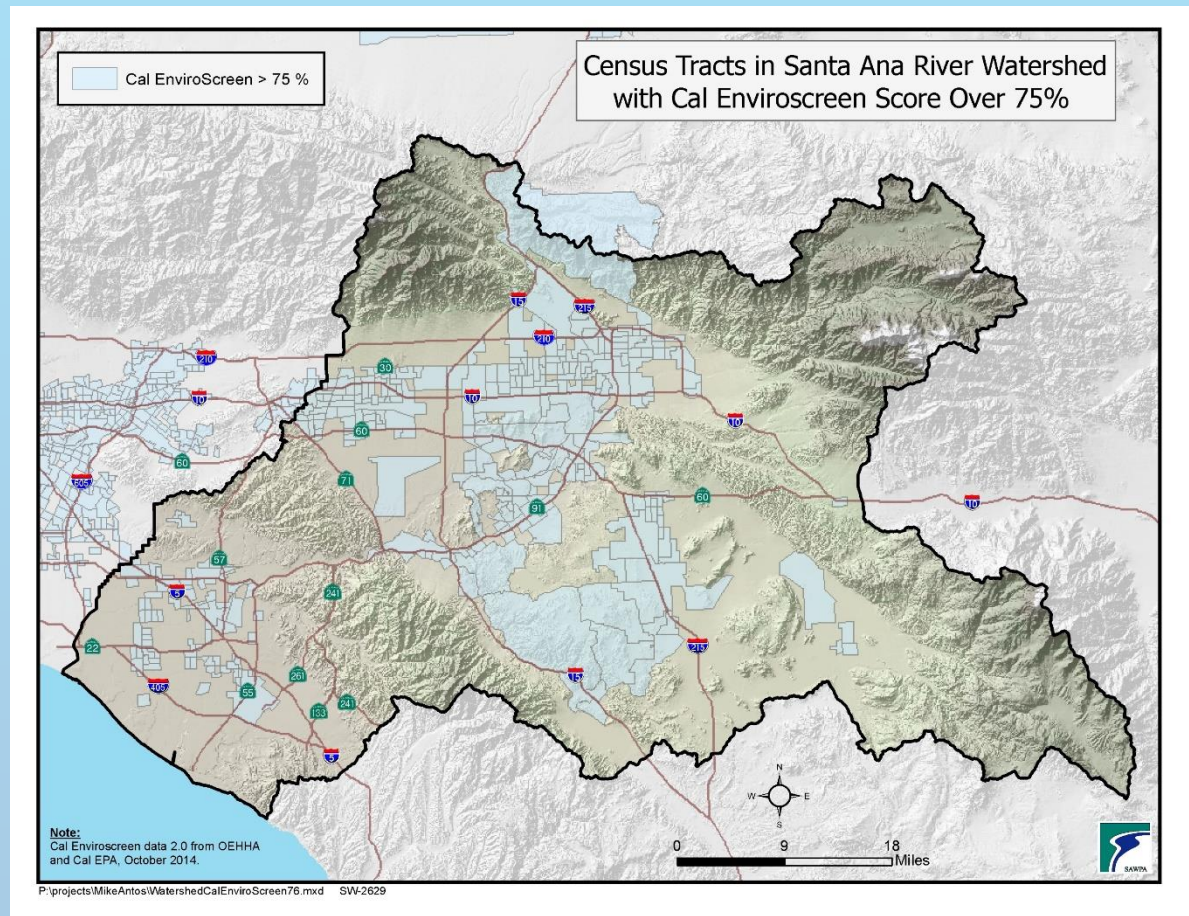 Cal EnviroScreen > 75 %
Census Tracts in Santa Ana River Watershed
with Cal Enviroscreen Score Over 75%
15
215
210
210
30
10
10
10
60
60
71
605
91
60
10
57
5
241
22
215
15
405
55
261
133
241
5
N
W
E
S
0
9
18
Miles
Note:
Cal Enviroscreen data 2.0 from OEHHA
and Cal EPA, October 2014.
SAWPA
P:\projects\MikeAntos\WatershedCalEnviroScreen76.mxd SW-2629